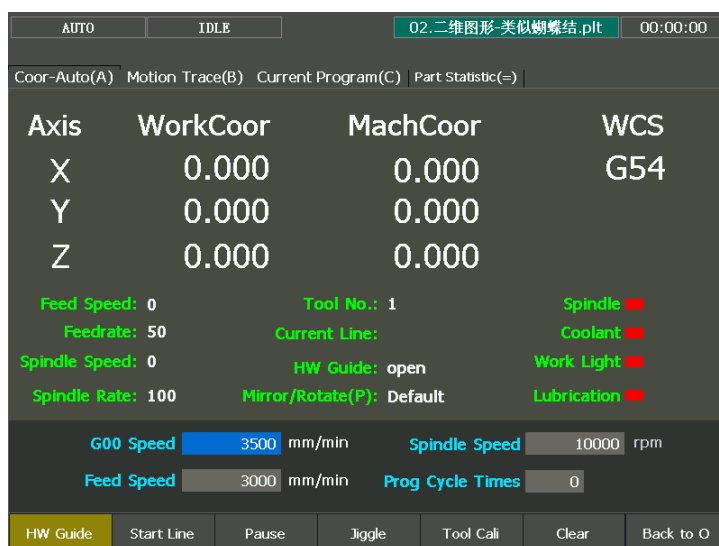 AUTO IDLE 02.二维图形-类似蝴蝶结.plt 00:00:00
Coor-Auto(A) Motion Trace(B) Current Program(C) Part Statistic(=)
Axis WorkCoor MachCoor WCS
X 0.000 0.000 G54
Y 0.000 0.000
Z 0.000 0.000
Feed Speed: 0 Tool No.: 1 Spindle
Feedrate: 50 Current Line: Coolant
Spindle Speed: 0 HW Guide: open Work Light
Spindle Rate: 100 Mirror/Rotate(P): Default Lubrication
G00 Speed 3500 mm/min Spindle Speed 10000 rpm
Feed Speed 3000 mm/min Prog Cycle Times 0
HW Guide Start Line Pause Jiggle Tool Cali Clear Back to O